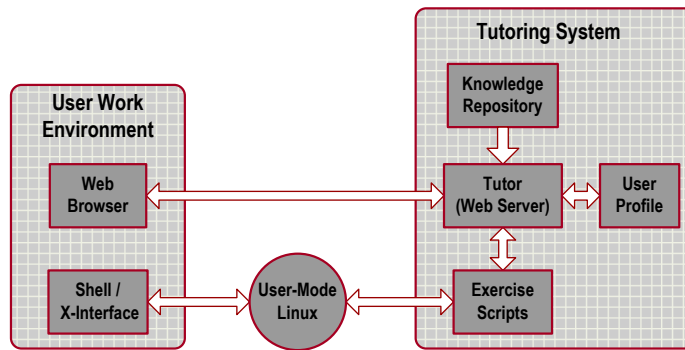 Tutoring System
Knowledge
Repository
User Work
Environment
Web
Browser
Tutor
(Web Server)
User
Profile
Shell /
X-Interface
User-Mode
Linux
Exercise
Scripts